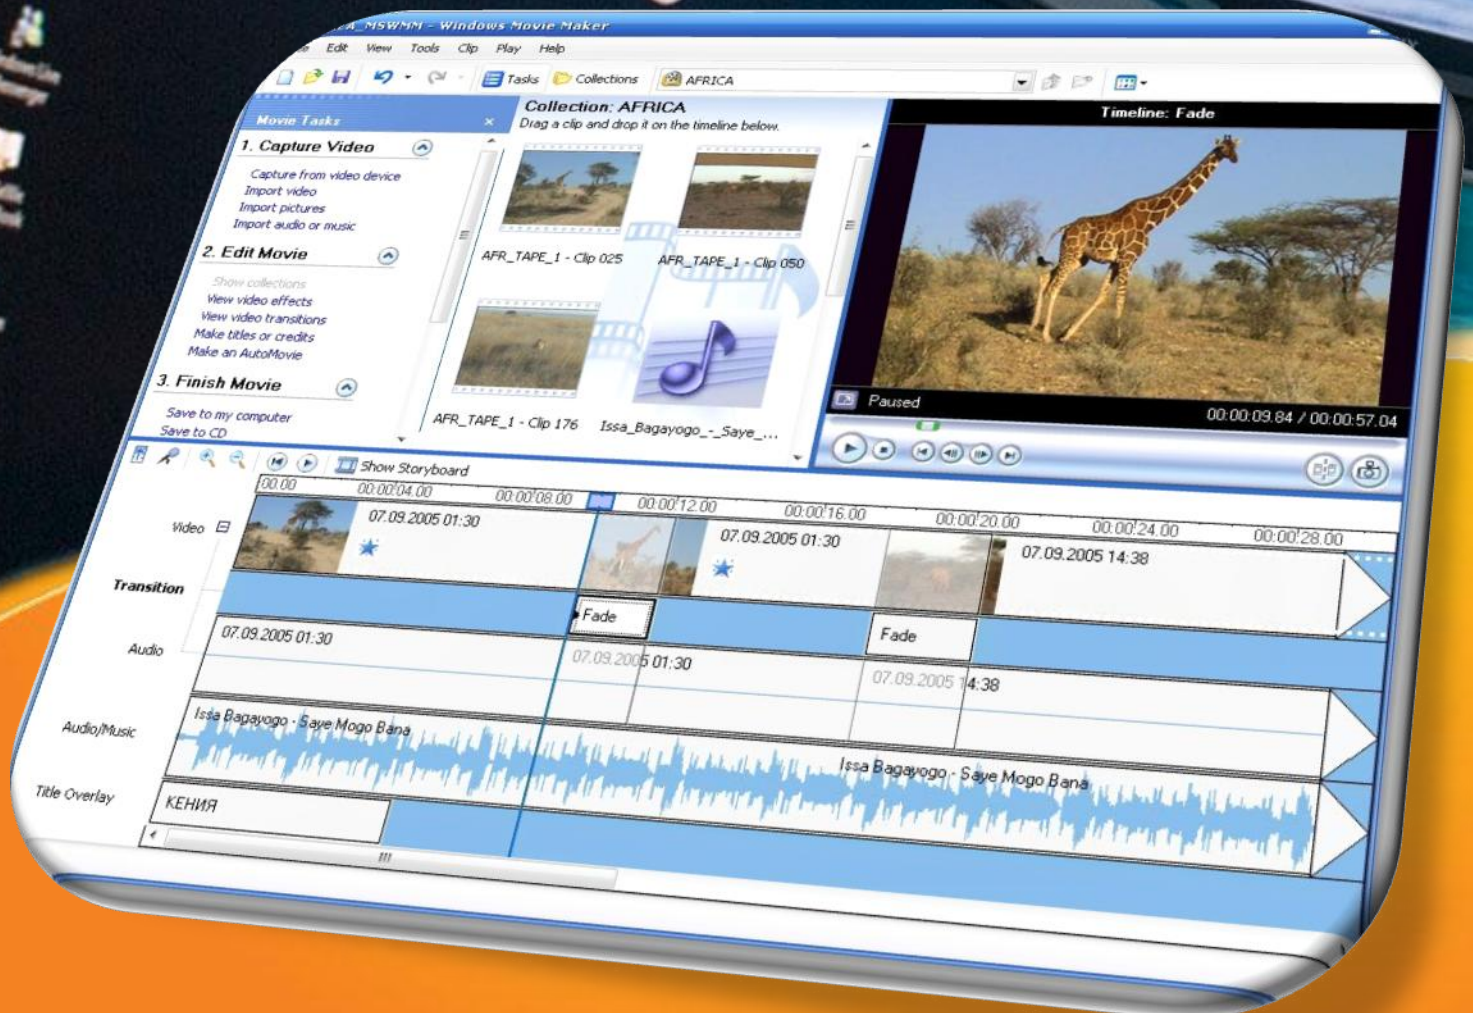 _MSWMM - Windows Movie Maker
Edit View Tools Clip Play Help
Tasks Collections AFRICA
Movie Tasks
1. Capture Video
Capture from video device
Import video
Import pictures
Import audio or music
2. Edit Movie
Show collections
View video effects
View video transitions
Make titles or credits
Make an AutoMovie
3. Finish Movie
Save to my computer
Save to CD
Collection: AFRICA
Drag a clip and drop it on the timeline below.
AFR_TAPE_1 - Clip 025
AFR_TAPE_1 - Clip 050
AFR_TAPE_1 - Clip 176
Issa_Bagayogo_-_Saye_...
Timeline: Fade
Paused
00:00:09.84 / 00:00:57.04
Show Storyboard
00.00 00:00:04.00 00:00:08.00 00:00:12.00 00:00:16.00 00:00:20.00 00:00:24.00 00:00:28.00
Video
07.09.2005 01:30
07.09.2005 01:30
07.09.2005 14:38
Transition
Fade
Fade
Audio
07.09.2005 01:30
07.09.2005 01:30
07.09.2005 14:38
Audio/Music
Issa Bagayogo - Saye Mogo Bana
Issa Bagayogo - Saye Mogo Bana
Title Overlay
КЕНИЯ